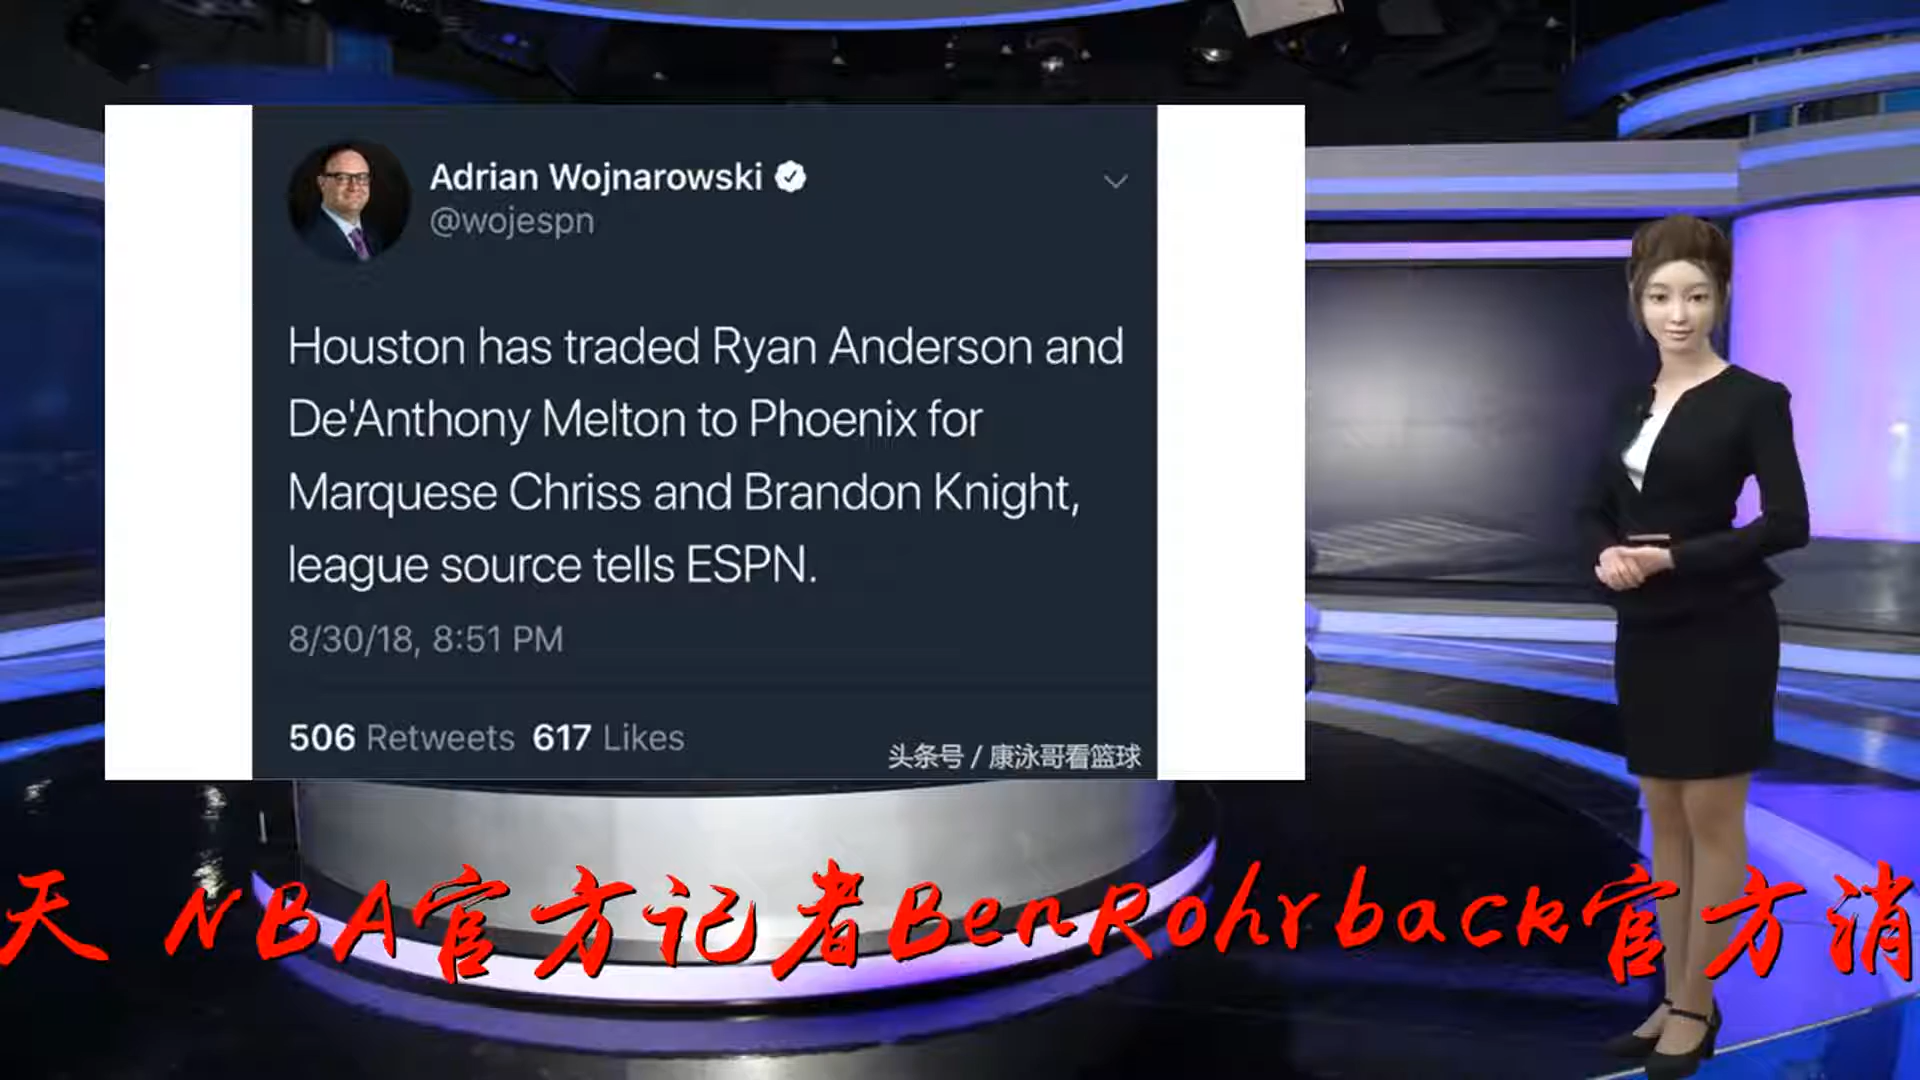 Adrian Wojnarowski
@wojespn
Houston has traded Ryan Anderson and
De'Anthony Melton to Phoenix for
Marquese Chriss and Brandon Knight,
league source tells ESPN.
8/30/18, 8:51 PM
506 Retweets 617 Likes
头条号 / 康泳哥看篮球
天 NBA官方记者BenRohrback官方消